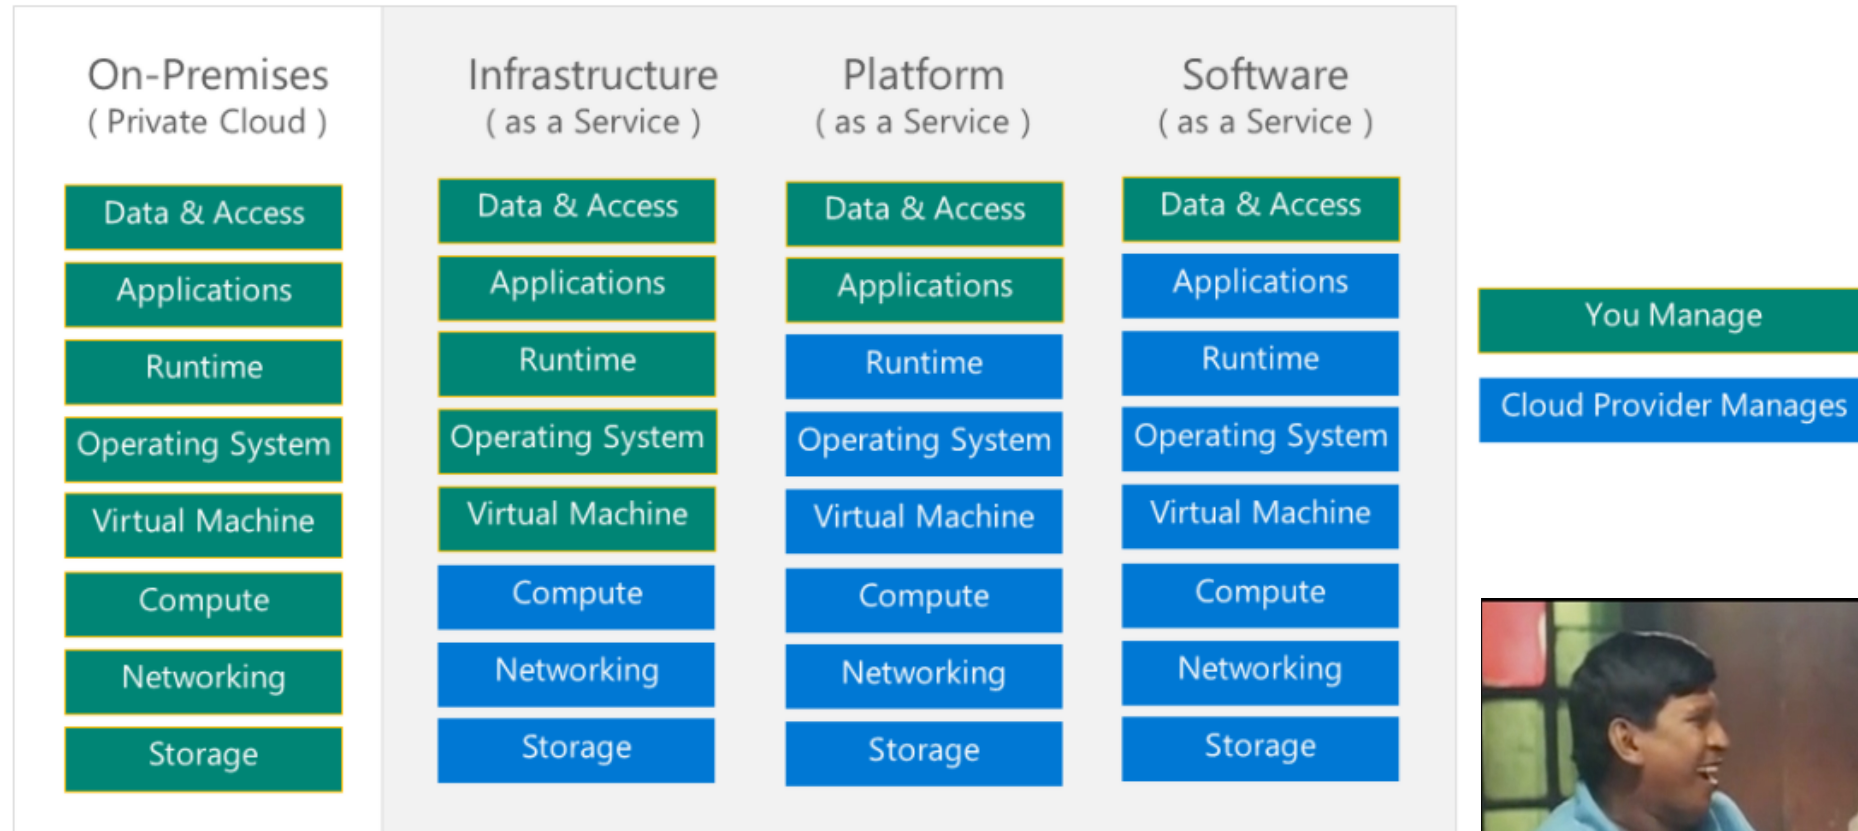 On-Premises
( Private Cloud )
Data & Access
Applications
Runtime
Operating System
Virtual Machine
Compute
Networking
Storage
Infrastructure
( as a Service )
Data & Access
Applications
Runtime
Operating System
Virtual Machine
Compute
Networking
Storage
Platform
( as a Service )
Data & Access
Applications
Runtime
Operating System
Virtual Machine
Compute
Networking
Storage
Software
( as a Service )
Data & Access
Applications
Runtime
Operating System
Virtual Machine
Compute
Networking
Storage
You Manage
Cloud Provider Manages